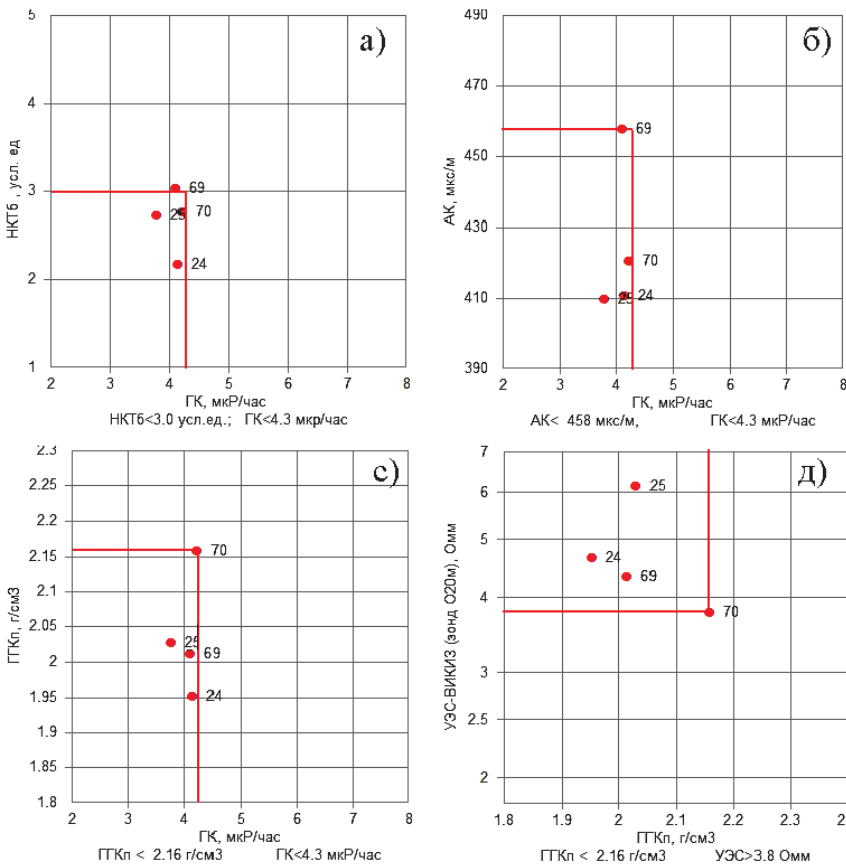 а)
5
4
3
2
1
НКТб , усл. ед
69
25
70
24
2 3 4 5 6 7 8
ГК, мкР/час
НКТб<3.0 усл.ед.; ГК<4.3 мкр/час
б)
490
470
450
430
410
390
АК, мкс/м
69
70
25
24
2 3 4 5 6 7 8
ГК, мкР/час
АК< 458 мкс/м, ГК<4.3 мкР/час
с)
2.3
2.25
2.2
2.15
2.1
2.05
2
1.95
1.9
1.85
1.8
ГГКп, г/см3
70
25
69
24
2 3 4 5 6 7 8
ГК, мкР/час
ГГКп < 2.16 г/см3 ГК<4.3 мкР/час
д)
7
6
5
4
3
2.5
2
УЭС-ВИКИЗ (зонд О20м), Омм
25
24
69
70
1.8 1.9 2 2.1 2.2 2.3 2.4
ГГКп, г/см3
ГГКп < 2.16 г/см3 УЭС>3.8 Омм